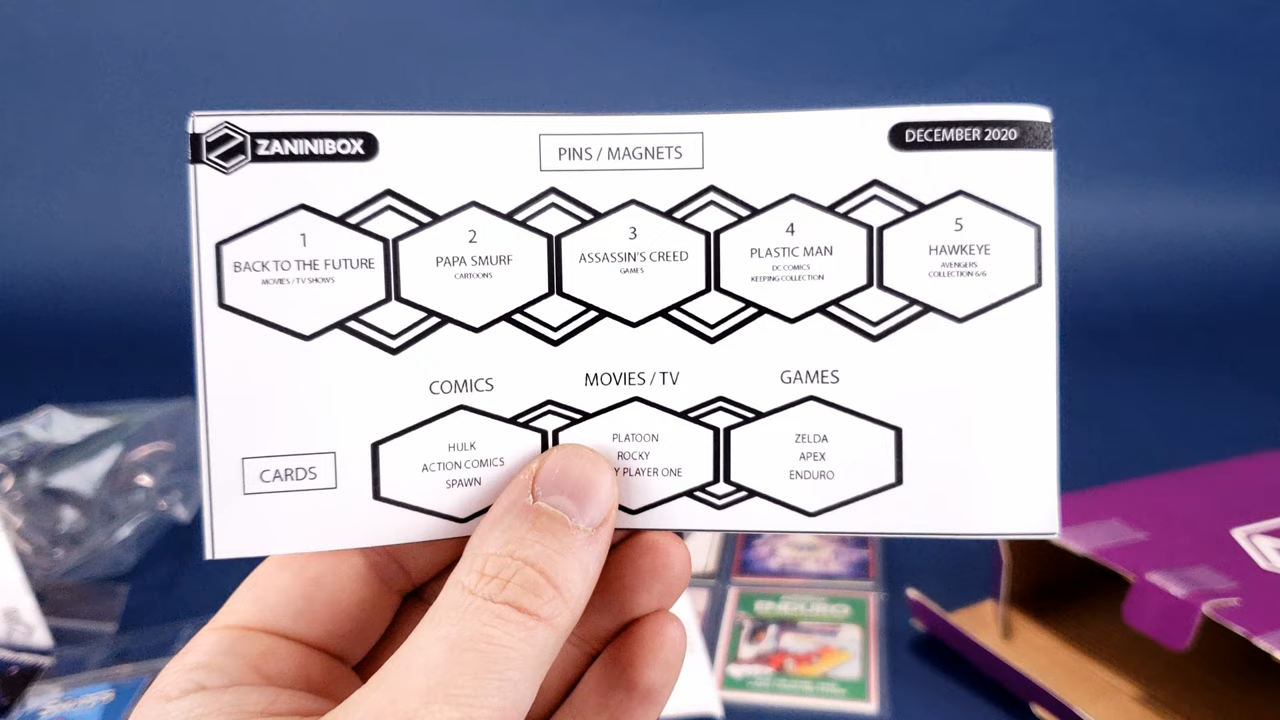 ZANINIBOX
DECEMBER 2020
PINS / MAGNETS
1
BACK TO THE FUTURE
MOVIES / TV SHOWS
2
PAPA SMURF
CARTOONS
3
ASSASSIN'S CREED
GAMES
4
PLASTIC MAN
DC COMICS
KEEPING COLLECTION
5
HAWKEYE
AVENGERS
COLLECTION 6/6
CARDS
COMICS
HULK
ACTION COMICS
SPAWN
MOVIES / TV
PLATOON
ROCKY
Y PLAYER ONE
GAMES
ZELDA
APEX
ENDURO
ENDURO